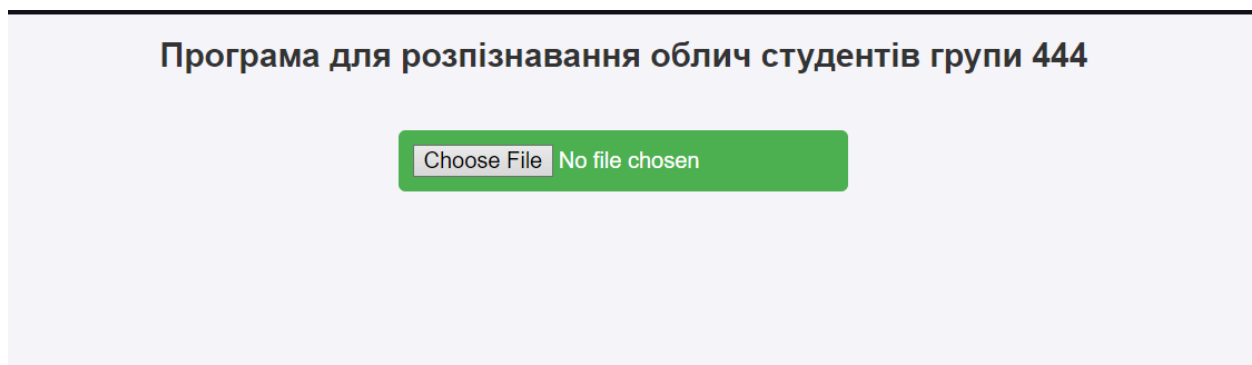 Програма для розпізнавання облич студентів групи 444
Choose File No file chosen